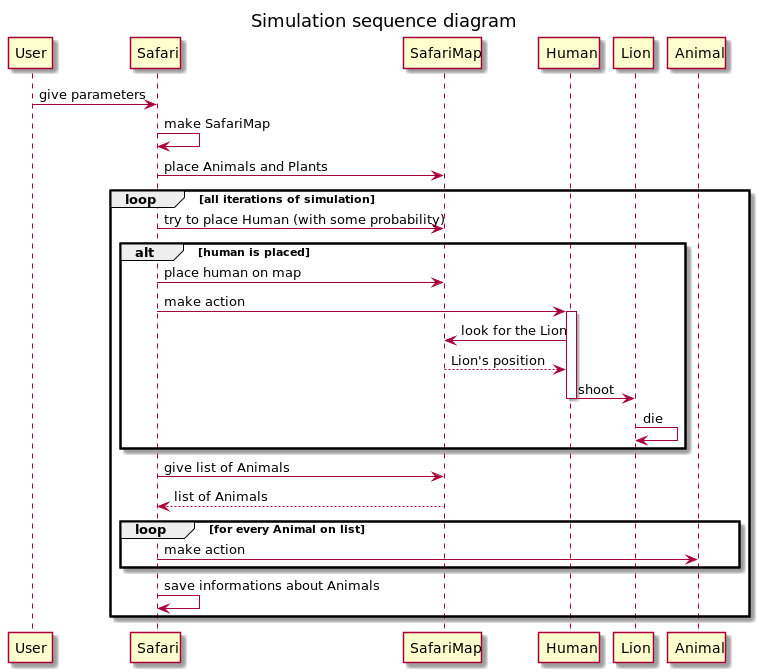 Simulation sequence diagram
User Safari SafariMap Human Lion Animal
give parameters
make SafariMap
place Animals and Plants
loop [all iterations of simulation]
try to place Human (with some probability)
alt [human is placed]
place human on map
make action
look for the Lion
Lion's position
shoot
die
give list of Animals
list of Animals
loop [for every Animal on list]
make action
save informations about Animals
User Safari SafariMap Human Lion Animal